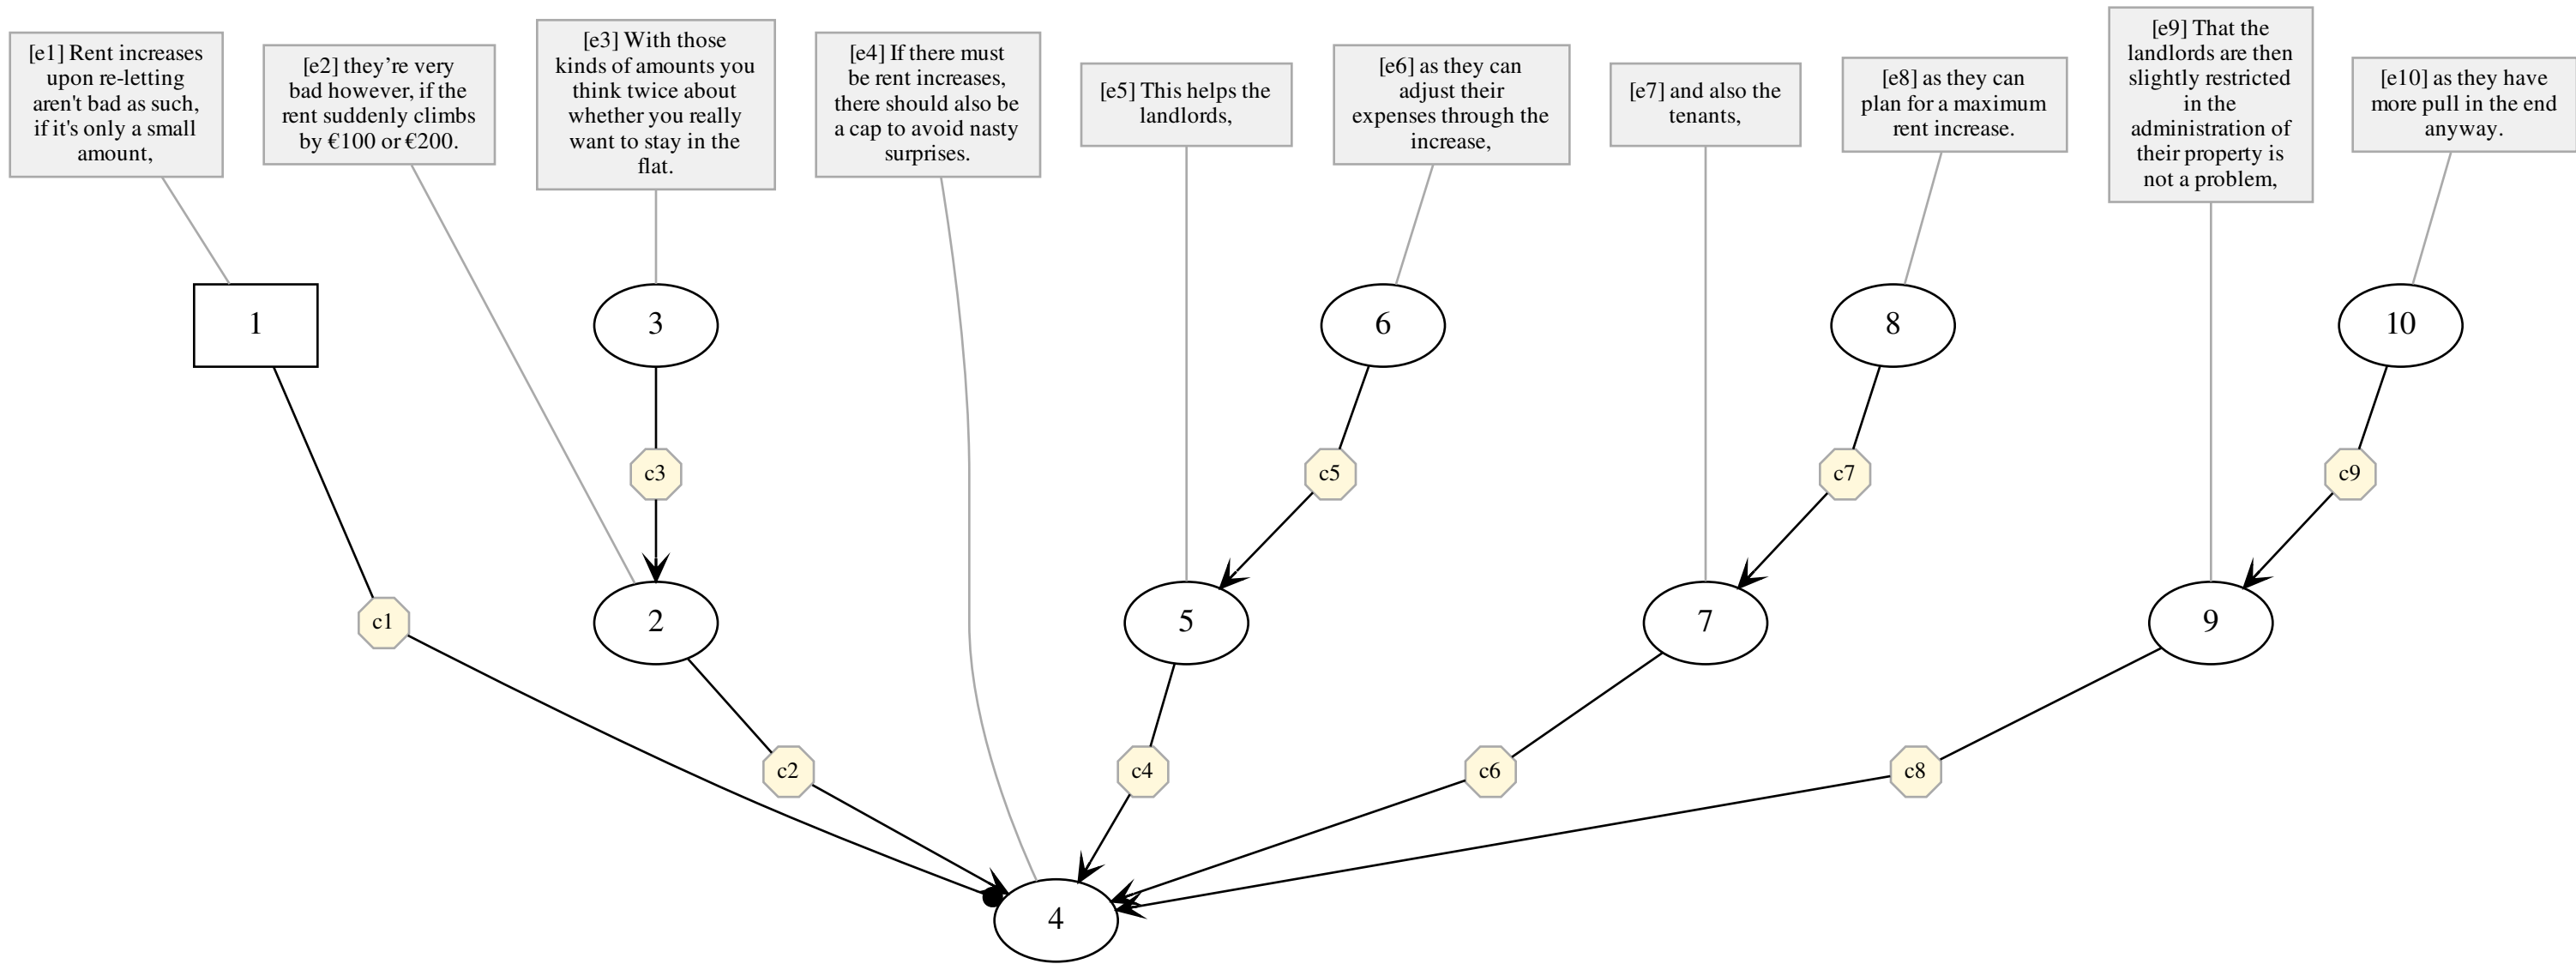 [e1] Rent increases
upon re-letting
aren't bad as such,
if it's only a small
amount,
[e2] they’re very
bad however, if the
rent suddenly climbs
by €100 or €200.
[e3] With those
kinds of amounts you
think twice about
whether you really
want to stay in the
flat.
[e4] If there must
be rent increases,
there should also be
a cap to avoid nasty
surprises.
[e5] This helps the
landlords,
[e6] as they can
adjust their
expenses through the
increase,
[e7] and also the
tenants,
[e8] as they can
plan for a maximum
rent increase.
[e9] That the
landlords are then
slightly restricted
in the
administration of
their property is
not a problem,
[e10] as they have
more pull in the end
anyway.
1
3
6
8
10
c3
c5
c7
c9
c1
2
5
7
9
c2
c4
c6
c8
4